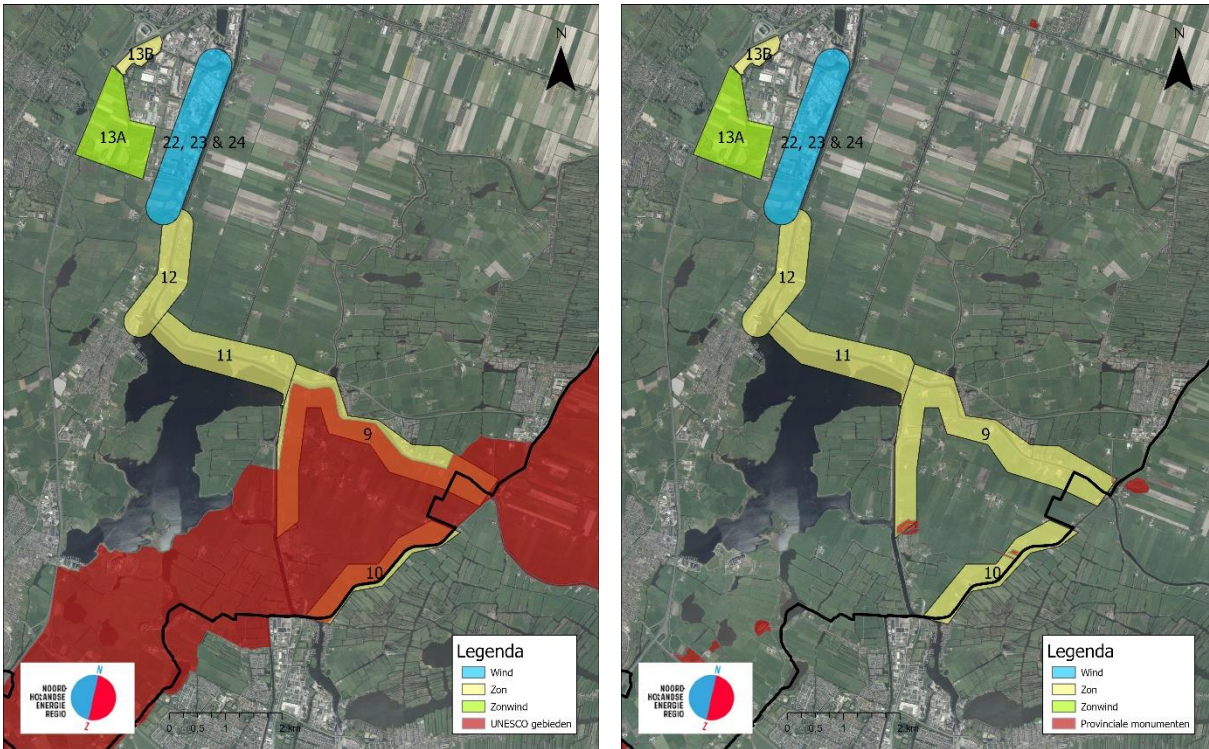 N
13B
13A
22, 23 & 24
12
11
9
10
N
NOORD-
HOLLANDSE
ENERGIE
REGIO
Z
0 0,5 1 2 km
Legenda
Wind
Zon
Zonwind
UNESCO gebieden
N
13B
13A
22, 23 & 24
12
11
9
10
N
NOORD-
HOLLANDSE
ENERGIE
REGIO
Z
0 0,5 1 2 km
Legenda
Wind
Zon
Zonwind
Provinciale monumenten